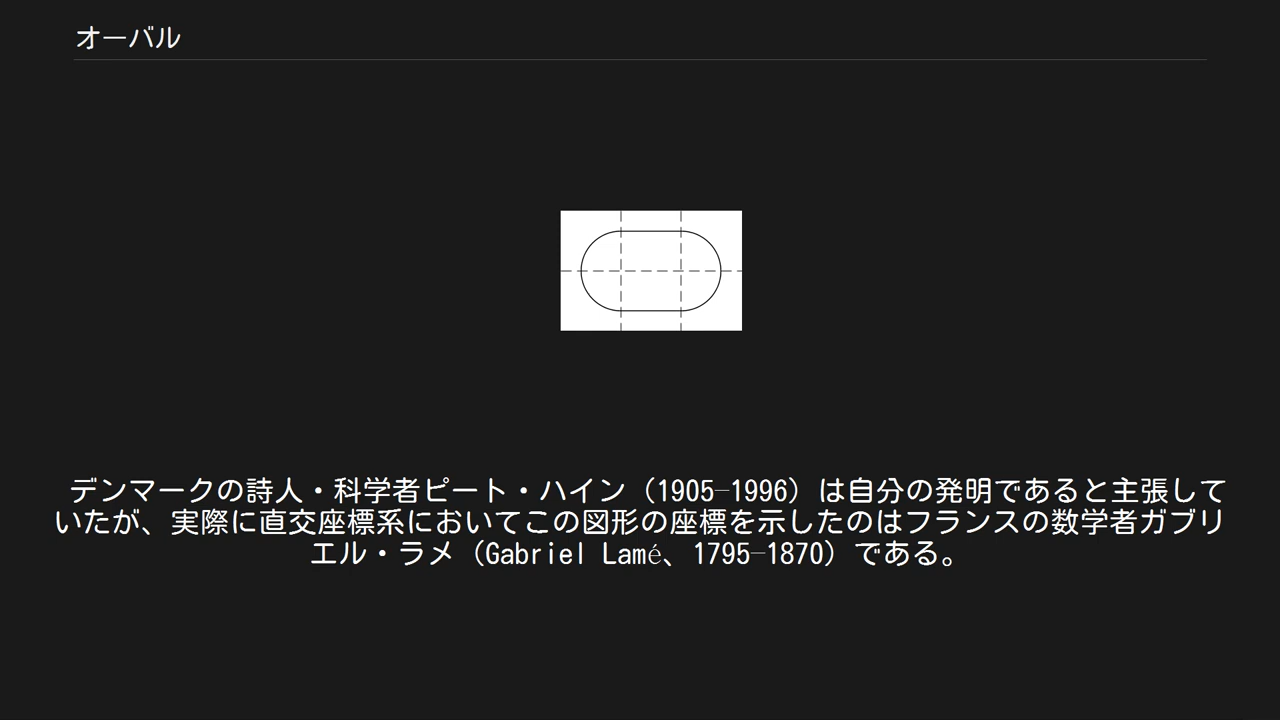 オーバル
デンマークの詩人・科学者ピート・ハイン（1905–1996）は自分の発明であると主張して
いたが、実際に直交座標系においてこの図形の座標を示したのはフランスの数学者ガブリ
エル・ラメ（Gabriel Lamé、1795–1870）である。